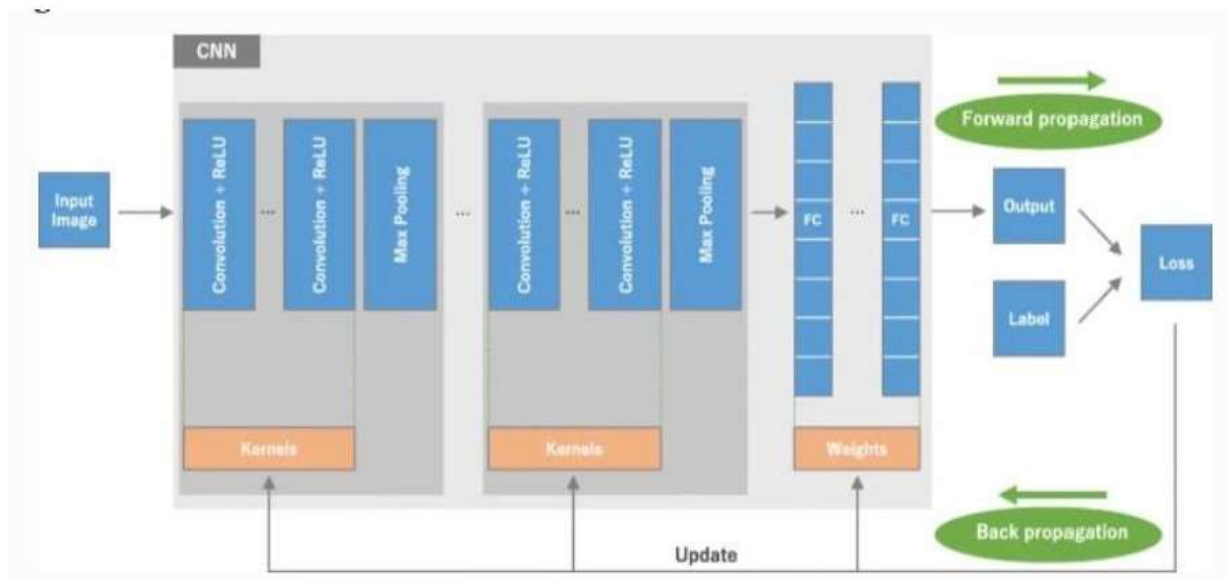 CNN
Forward propagation
Input
Image
Convolution + ReLU
...
Convolution + ReLU
Max Pooling
...
Convolution + ReLU
...
Convolution + ReLU
Max Pooling
FC
...
FC
Output
Label
Loss
Kernels
Kernels
Weights
Back propagation
Update